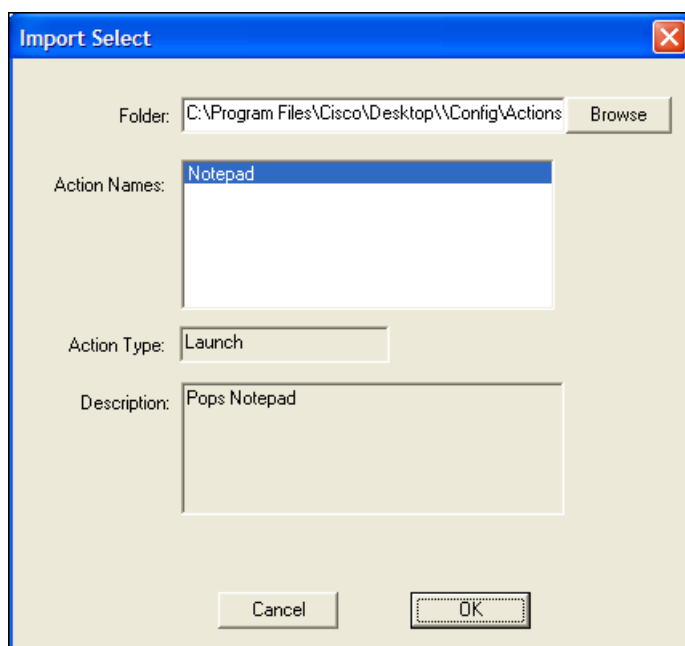 Import Select
Folder: C:\Program Files\Cisco\Desktop\\Config\Actions Browse
Action Names: Notepad
Action Type: Launch
Description: Pops Notepad
Cancel OK